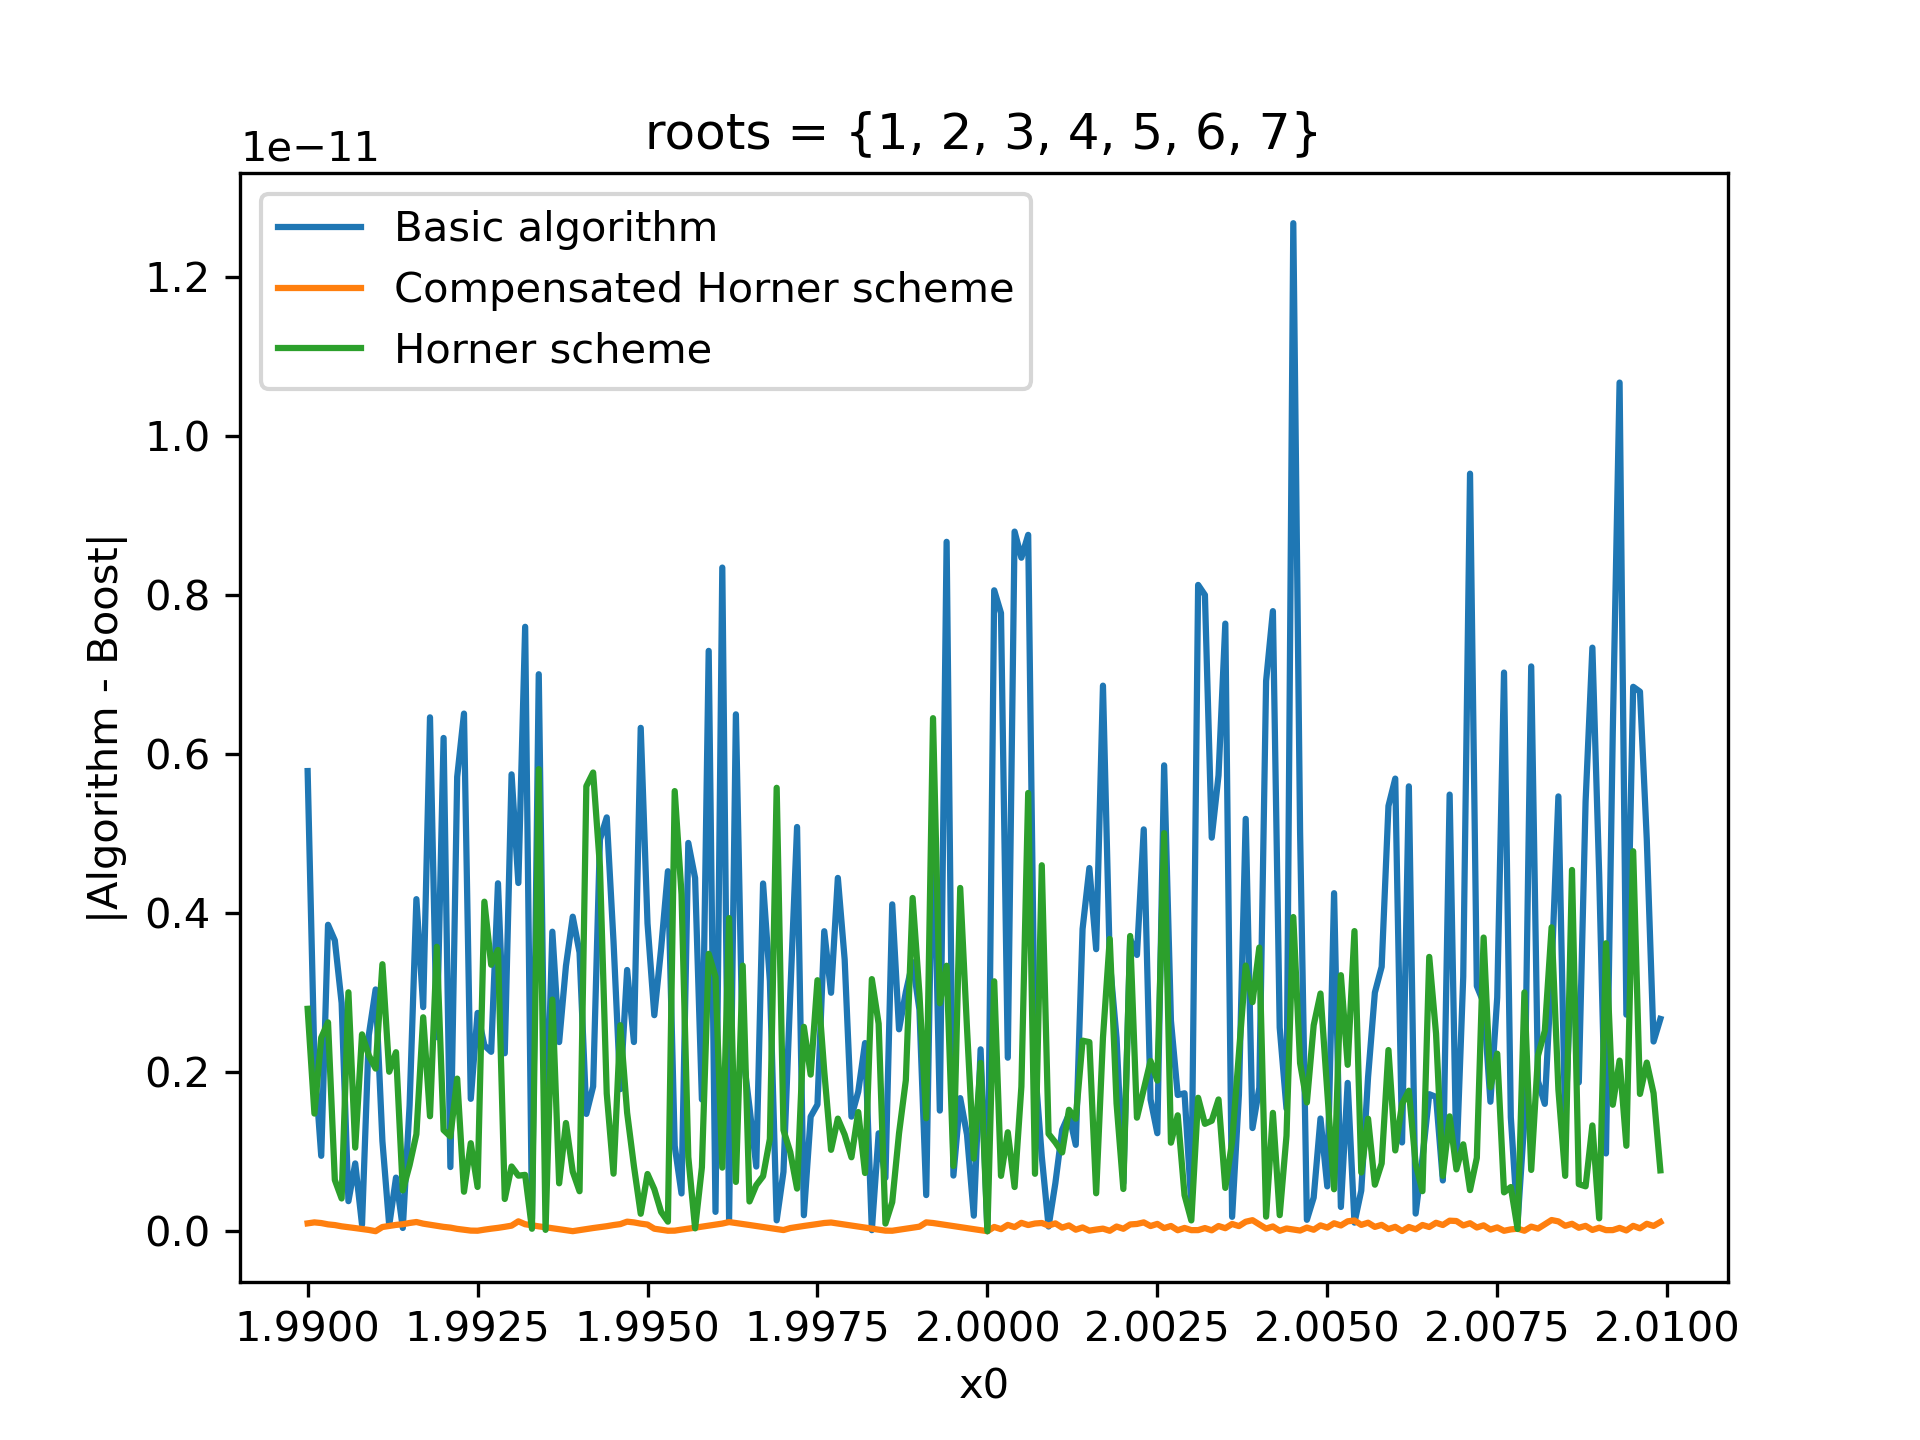 roots = {1, 2, 3, 4, 5, 6, 7}
1e−11
Basic algorithm
Compensated Horner scheme
Horner scheme
1.2
1.0
0.8
0.6
0.4
0.2
0.0
|Algorithm - Boost|
1.9900 1.9925 1.9950 1.9975 2.0000 2.0025 2.0050 2.0075 2.0100
x0